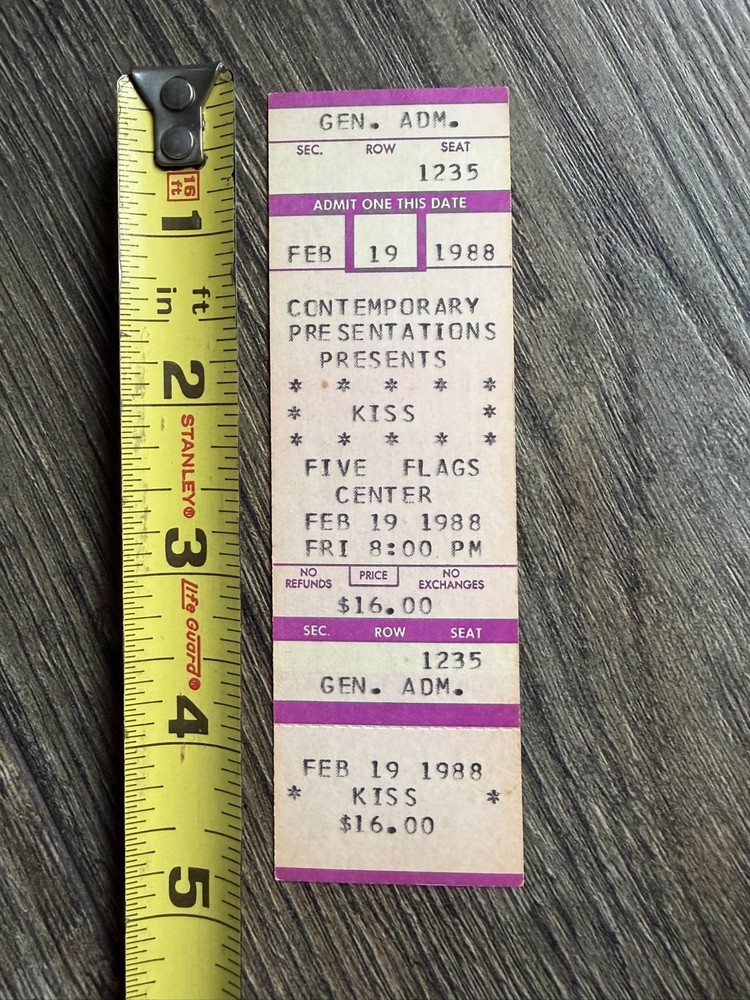 16
ft
1
ft
in
2
STANLEY®
3
Life Guard®
4
5
GEN. ADM.
SEC. ROW SEAT
1235
ADMIT ONE THIS DATE
FEB 19 1988
CONTEMPORARY
PRESENTATIONS
PRESENTS
* * * * *
* KISS *
* * * * *
FIVE FLAGS
CENTER
FEB 19 1988
FRI 8:00 PM
NO REFUNDS PRICE NO EXCHANGES
$16.00
SEC. ROW SEAT
1235
GEN. ADM.
FEB 19 1988
* KISS *
$16.00